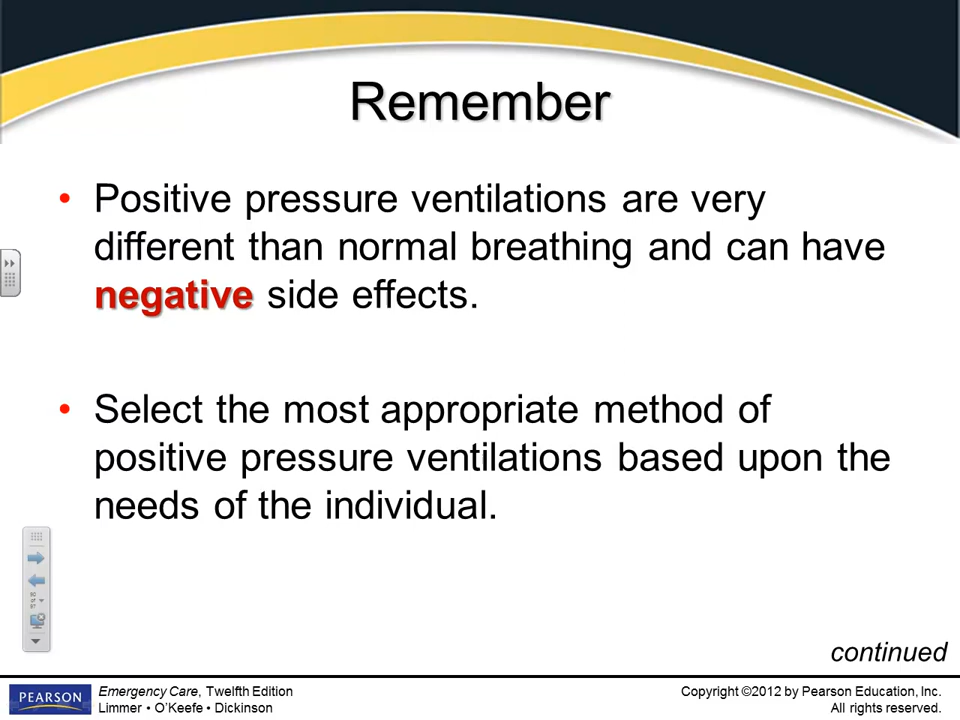 Remember
• Positive pressure ventilations are very
different than normal breathing and can have
negative side effects.
• Select the most appropriate method of
positive pressure ventilations based upon the
needs of the individual.
continued
PEARSON
Emergency Care, Twelfth Edition
Limmer • O'Keefe • Dickinson
Copyright ©2012 by Pearson Education, Inc.
All rights reserved.